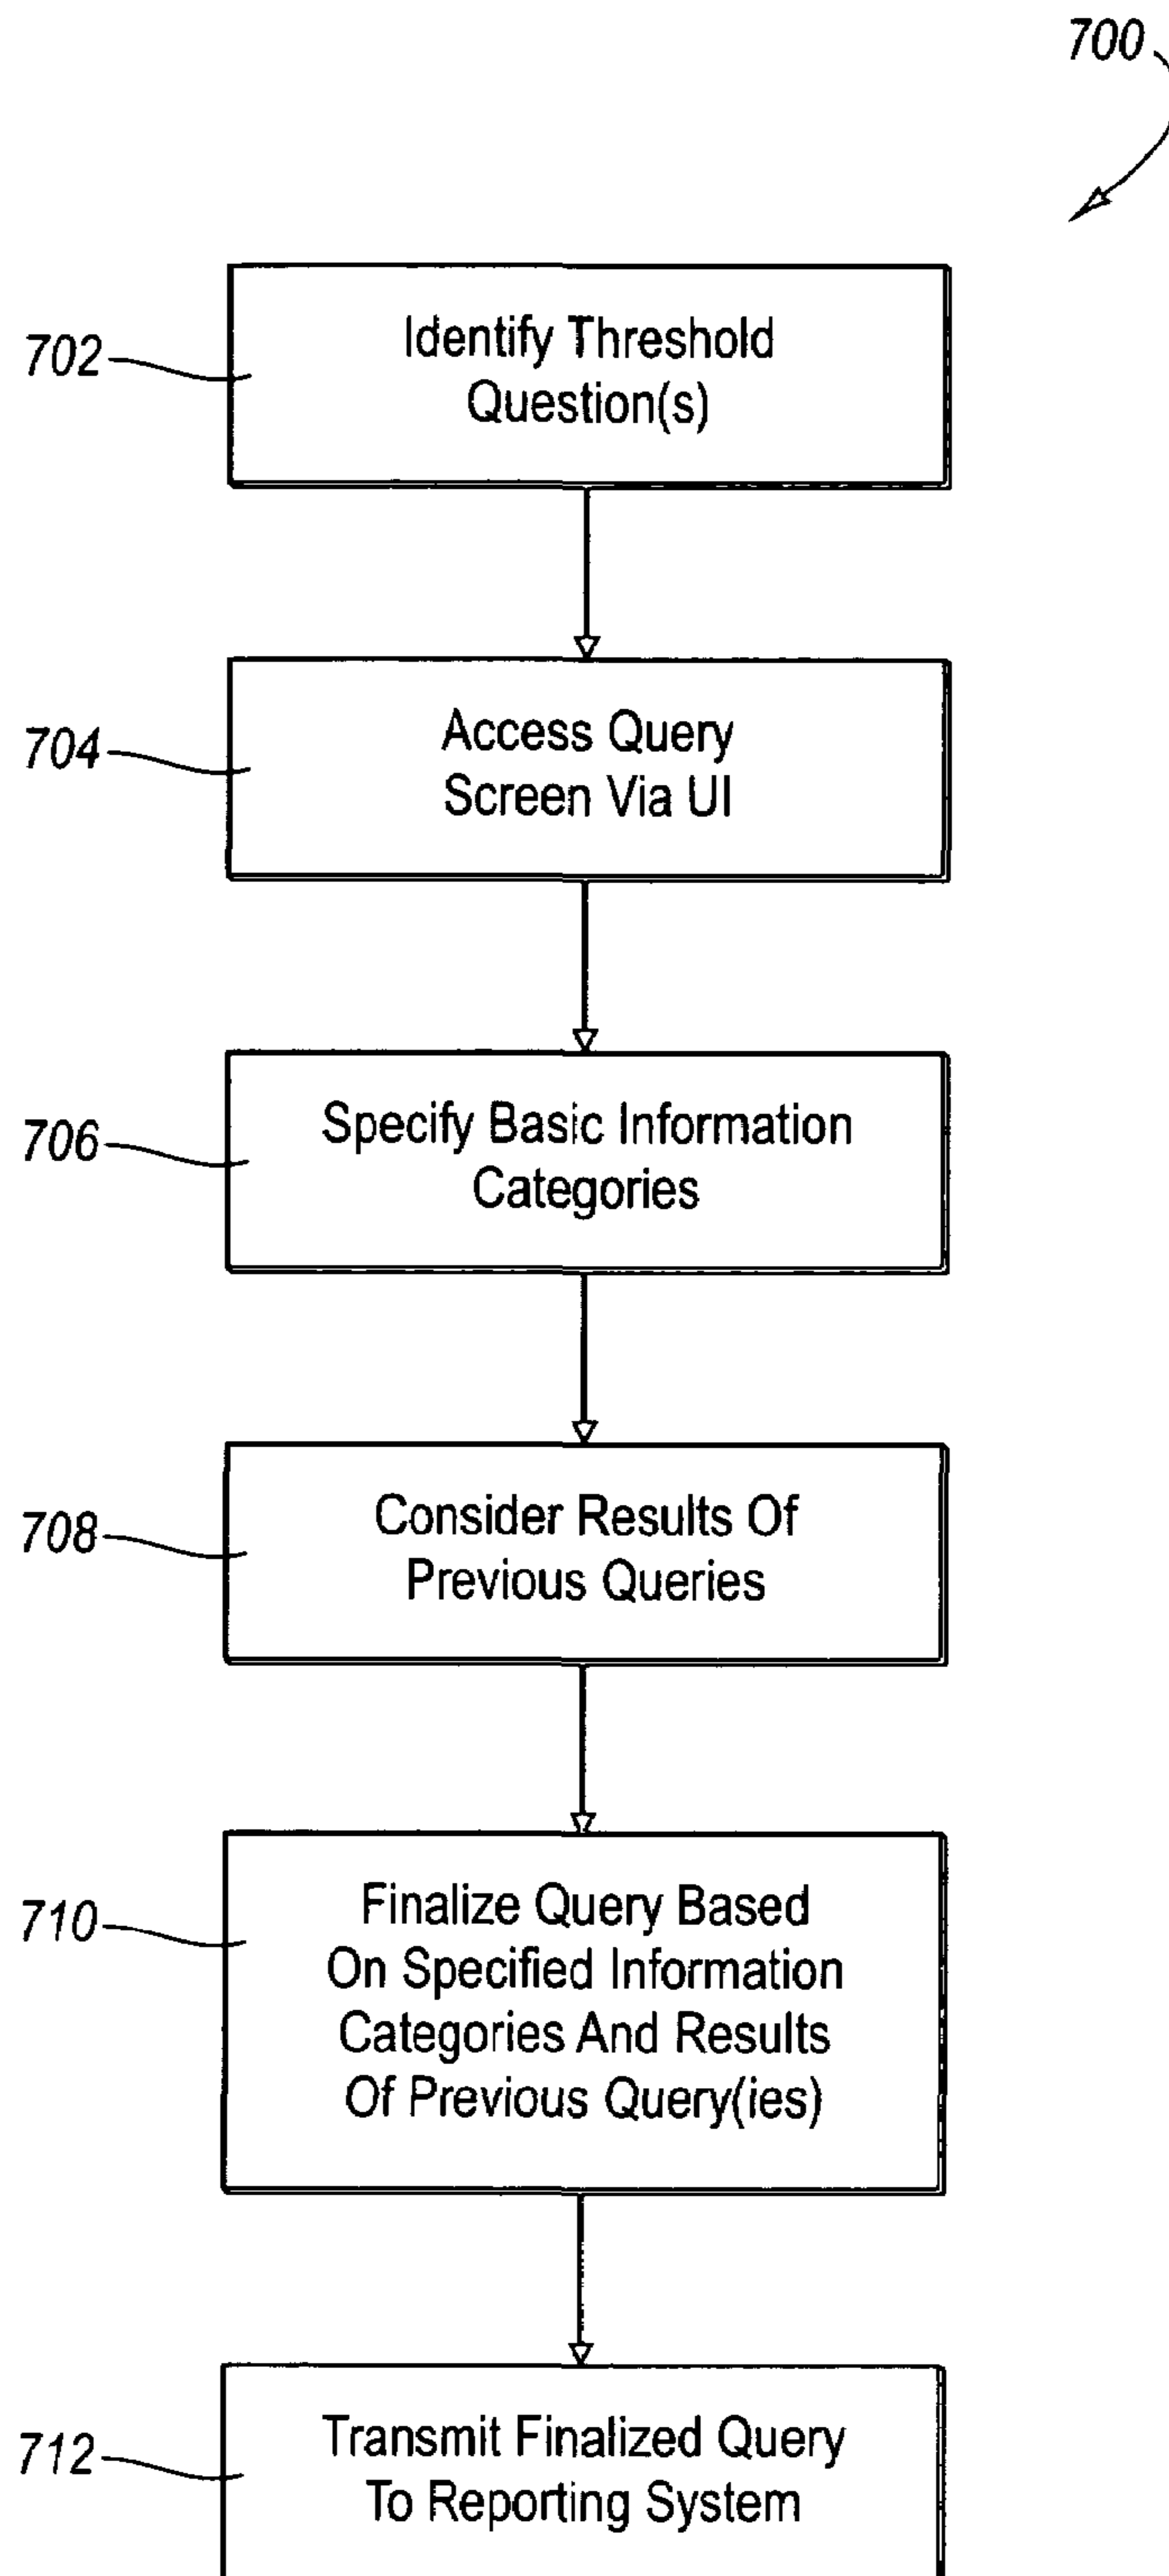 700
702
Identify Threshold
Question(s)
704
Access Query
Screen Via UI
706
Specify Basic Information
Categories
708
Consider Results Of
Previous Queries
710
Finalize Query Based
On Specified Information
Categories And Results
Of Previous Query(ies)
712
Transmit Finalized Query
To Reporting System